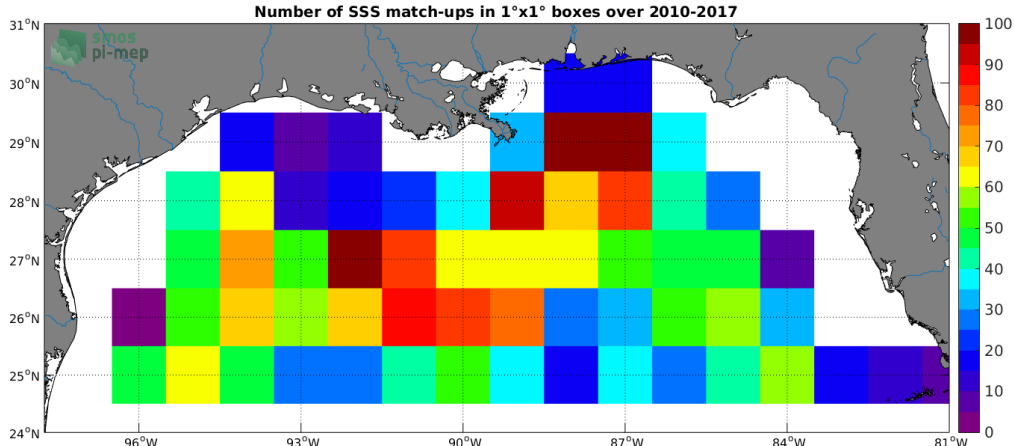 Number of SSS match-ups in 1°x1° boxes over 2010-2017
smos
pi-mep
31°N
30°N
29°N
28°N
27°N
26°N
25°N
24°N
96°W 93°W 90°W 87°W 84°W 81°W
100
90
80
70
60
50
40
30
20
10
0